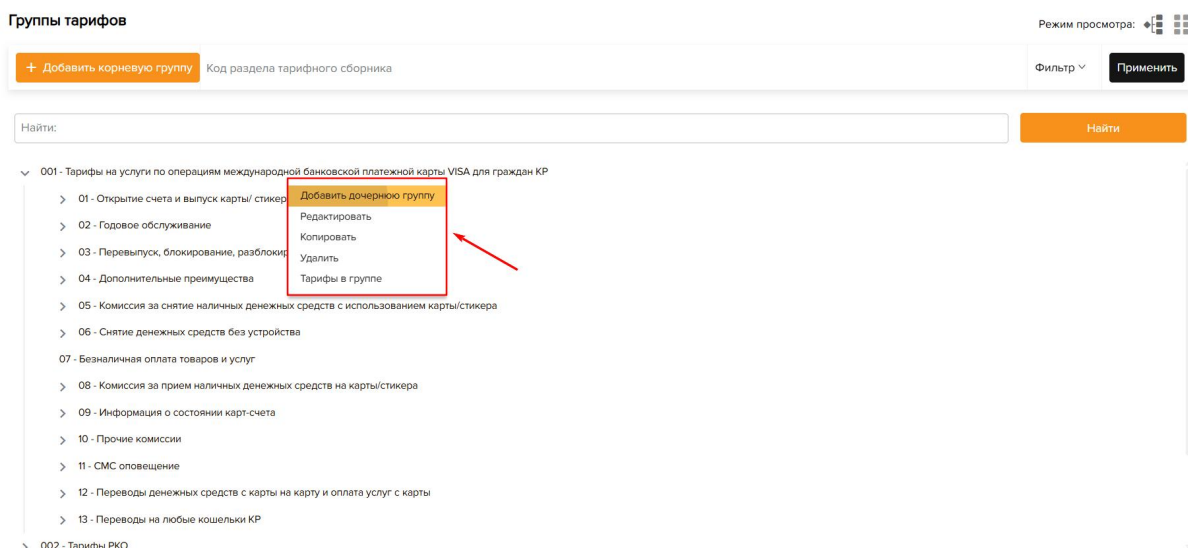 Группы тарифов
Режим просмотра:
+ Добавить корневую группу
Код раздела тарифного сборника
Фильтр
Применить
Найти:
Найти
001 - Тарифы на услуги по операциям международной банковской платежной карты VISA для граждан КР
01 - Открытие счета и выпуск карты/ стикер
02 - Годовое обслуживание
03 - Перевыпуск, блокирование, разблокир
04 - Дополнительные преимущества
Добавить дочернюю группу
Редактировать
Копировать
Удалить
Тарифы в группе
05 - Комиссия за снятие наличных денежных средств с использованием карты/стикера
06 - Снятие денежных средств без устройства
07 - Безналичная оплата товаров и услуг
08 - Комиссия за прием наличных денежных средств на карты/стикера
09 - Информация о состоянии карт-счета
10 - Прочие комиссии
11 - СМС оповещение
12 - Переводы денежных средств с карты на карту и оплата услуг с карты
13 - Переводы на любые кошельки КР
002 - Тарифы РКО